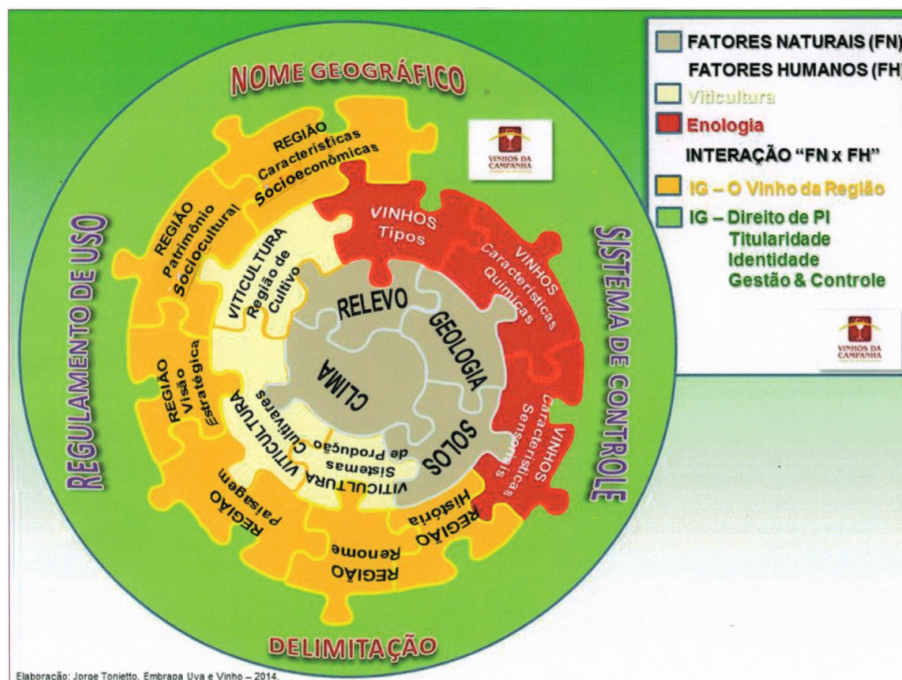 NOME GEOGRÁFICO
REGULAMENTO DE USO
SISTEMA DE CONTROLE
DELIMITAÇÃO
REGIÃO
Características
Socioeconômicas
REGIÃO
Patrimônio
Sociocultural
REGIÃO
Visão
Estratégica
REGIÃO
Paisagem
REGIÃO
Renome
REGIÃO
História
VITICULTURA
Região de
Cultivo
VITICULTURA
Cultivares
VITICULTURA
Sistemas
de Produção
VINHOS
Tipos
VINHOS
Características
Químicas
VINHOS
Características
Sensoriais
RELEVO
GEOLOGIA
CLIMA
SOLOS
VINHOS DA
CAMPANHA
FATORES NATURAIS (FN)
FATORES HUMANOS (FH)
Viticultura
Enologia
INTERAÇÃO “FN x FH”
IG – O Vinho da Região
IG – Direito de PI
Titularidade
Identidade
Gestão & Controle
VINHOS DA
CAMPANHA
Elaboração: Jorge Tonietto. Embrapa Uva e Vinho – 2014.